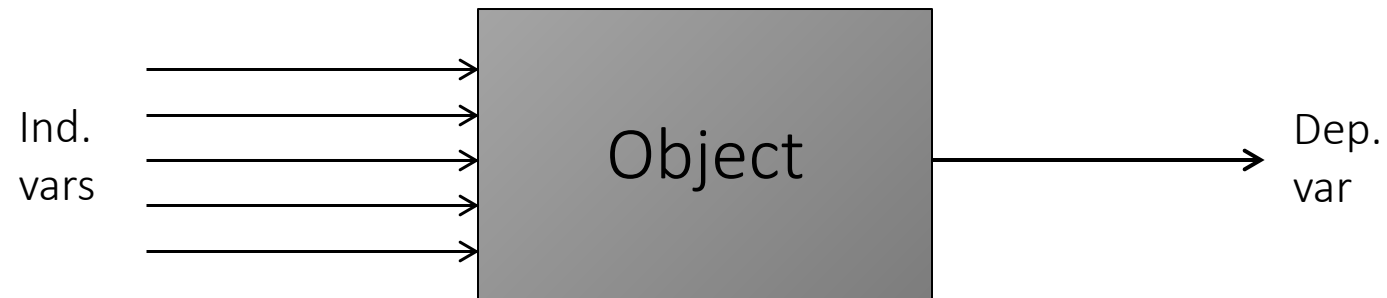 Ind.
vars
Object
Dep.
var